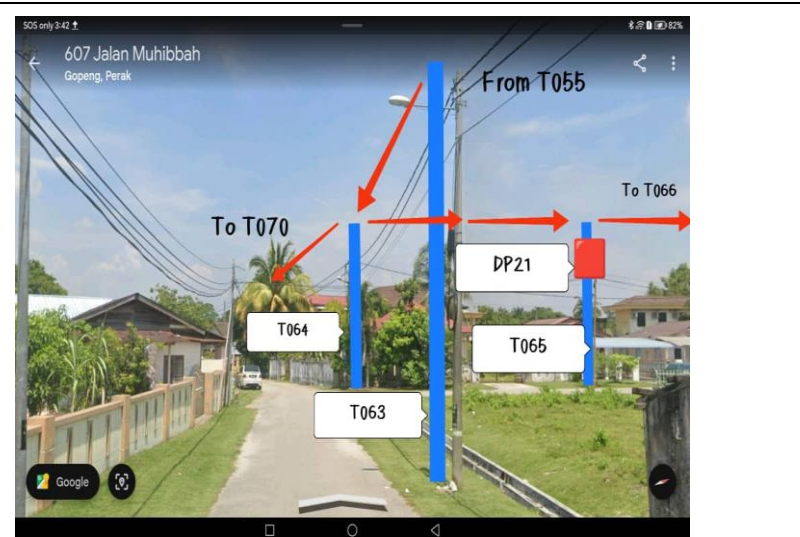 SOS only 3:42
82%
607 Jalan Muhibbah
Gopeng, Perak
From T055
To T066
To T070
DP21
T064
T065
T063
Google